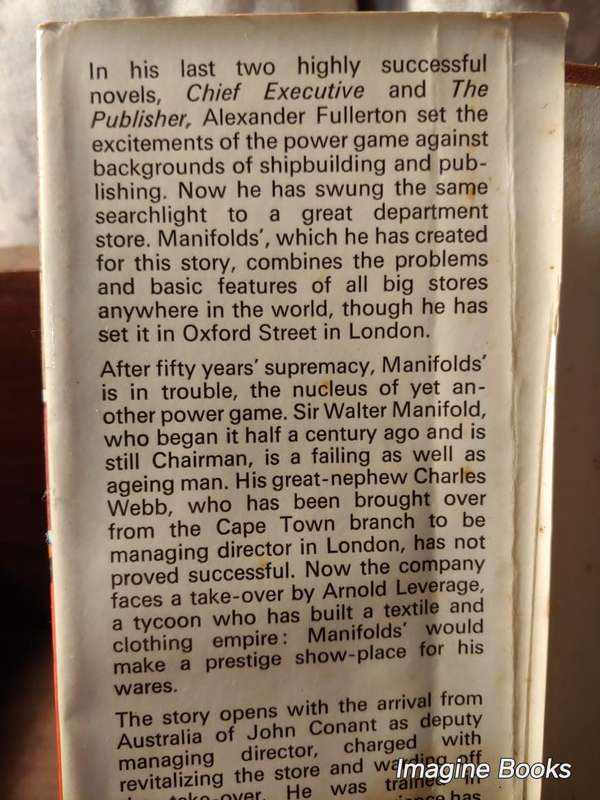 In his last two highly successful
novels, Chief Executive and The
Publisher, Alexander Fullerton set the
excitements of the power game against
backgrounds of shipbuilding and pub-
lishing. Now he has swung the same
searchlight to a great department
store. Manifolds', which he has created
for this story, combines the problems
and basic features of all big stores
anywhere in the world, though he has
set it in Oxford Street in London.
After fifty years' supremacy, Manifolds'
is in trouble, the nucleus of yet an-
other power game. Sir Walter Manifold,
who began it half a century ago and is
still Chairman, is a failing as well as
ageing man. His great-nephew Charles
Webb, who has been brought over
from the Cape Town branch to be
managing director in London, has not
proved successful. Now the company
faces a take-over by Arnold Leverage,
a tycoon who has built a textile and
clothing empire: Manifolds' would
make a prestige show-place for his
wares.
The story opens with the arrival from
Australia of John Conant as deputy
managing director, charged with
revitalizing the store and warding off
take-over. He was trained in
has
Imagine Books